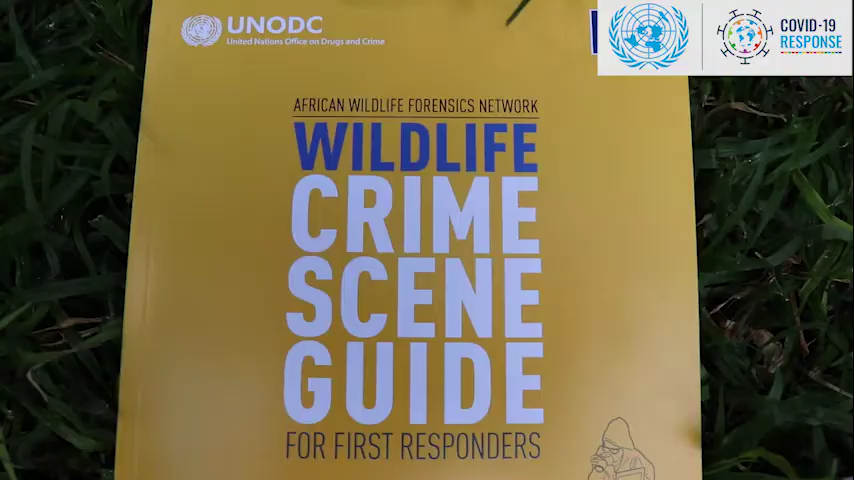 UNODC
United Nations Office on Drugs and Crime
COVID-19
RESPONSE
AFRICAN WILDLIFE FORENSICS NETWORK
WILDLIFE
CRIME
SCENE
GUIDE
FOR FIRST RESPONDERS